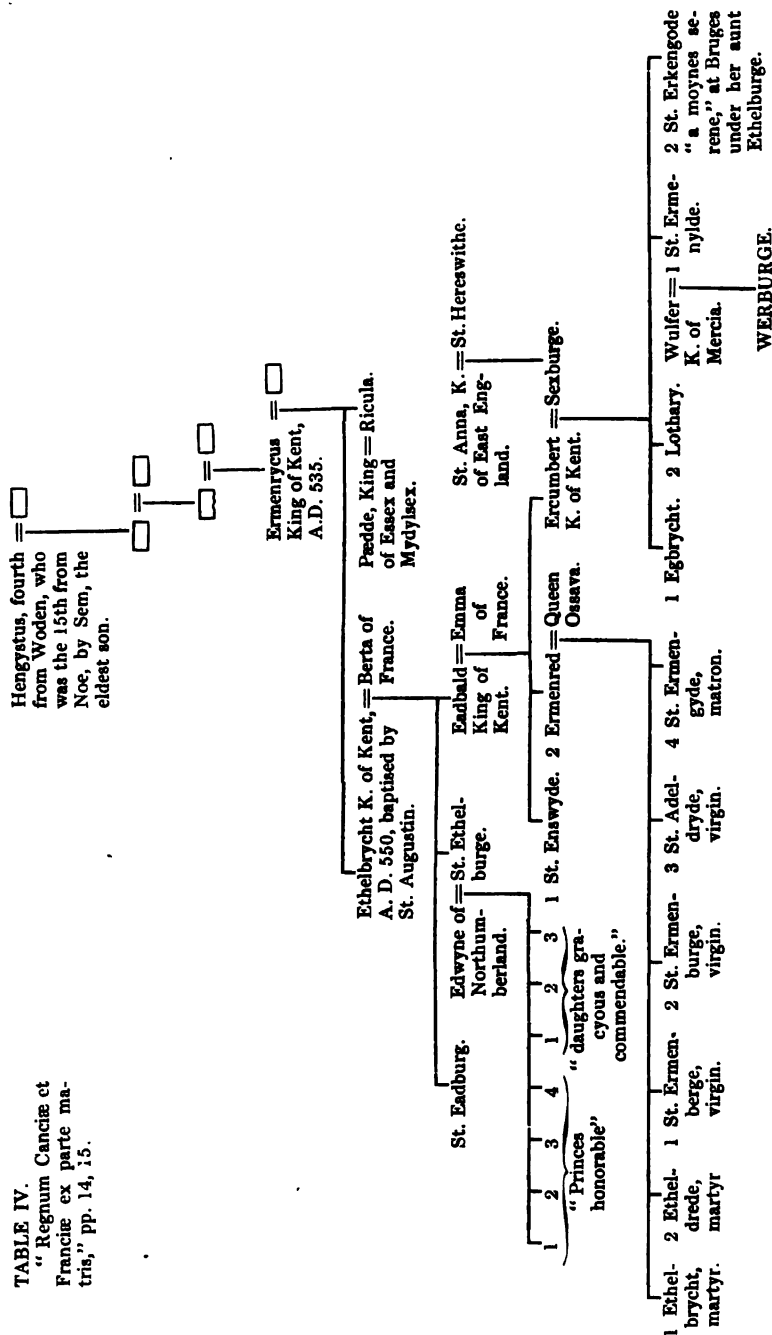 TABLE IV.
“ Regnum Canciæ et
Franciæ ex parte ma-
tris,” pp. 14, 15.
Hengystus, fourth
from Woden, who
was the 15th from
Noe, by Sem, the
eldest son.
=
=
=
Ermenrycus =
King of Kent,
A.D. 535.
Ethelbrycht K. of Kent, = Berta of
A. D. 550, baptised by France.
St. Augustin.
Pædde, King = Ricula.
of Essex and
Mydylsex.
St. Eadburg.
Edwyne of = St. Ethel-
Northum- burge.
berland.
Eadbald = Emma
King of of
Kent. France.
St. Anna, K. = St. Hereswithe.
of East Eng-
land.
1 2 3 4
“ Princes
honorable”
1 2 3
“ daughters gra-
cyous and
commendable.”
1 St. Enswyde. 2 Ermenred = Queen
Ossava.
Ercumbert = Sexburge.
K. of Kent.
1 Ethel-
brycht,
martyr.
2 Ethel-
drede,
martyr
1 St. Ermen-
berge,
virgin.
2 St. Ermen-
burge,
virgin.
3 St. Adel-
dryde,
virgin.
4 St. Ermen-
gyde,
matron.
1 Egbrycht. 2 Lothary.
Wulfer = 1 St. Erme-
K. of nylde.
Mercia.
2 St. Erkengode
“ a moynes se-
rene,” at Bruges
under her aunt
Ethelburge.
WERBURGE.